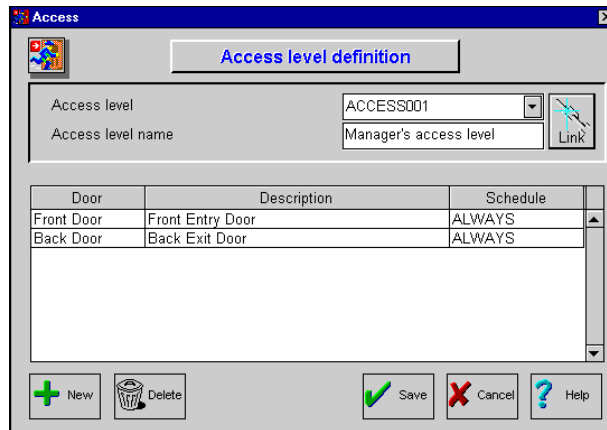 Access
Access level definition
Access level ACCESS001
Access level name Manager's access level
Link
Door Description Schedule
Front Door Front Entry Door ALWAYS
Back Door Back Exit Door ALWAYS
New Delete Save Cancel Help